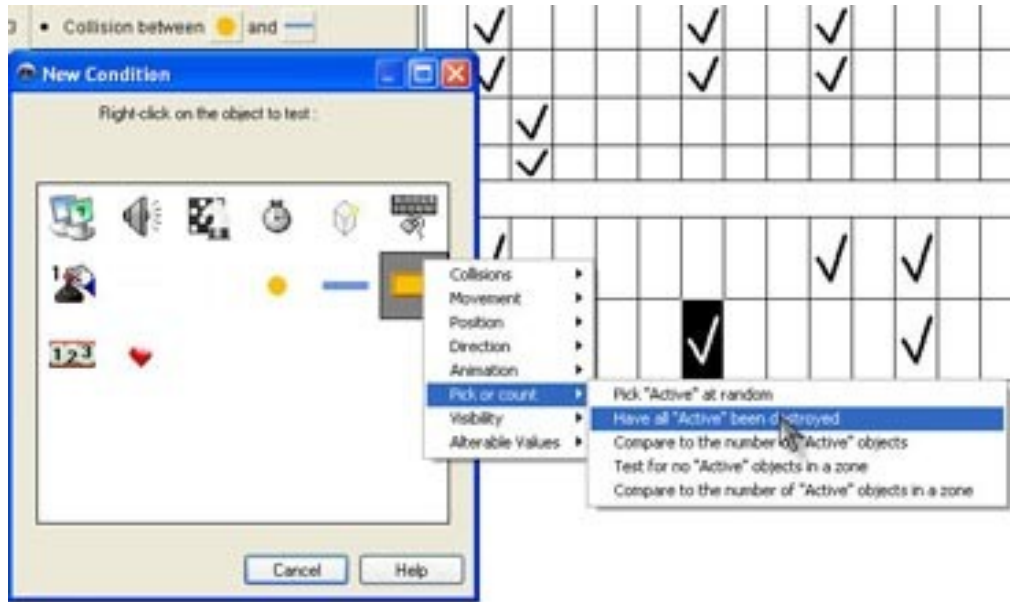 • Collision between and
New Condition
Right-click on the object to test :
1
123
Collisions
Movement
Position
Direction
Animation
Pick or count
Visibility
Alterable Values
Pick "Active" at random
Have all "Active" been destroyed
Compare to the number of "Active" objects
Test for no "Active" objects in a zone
Compare to the number of "Active" objects in a zone
Cancel
Help